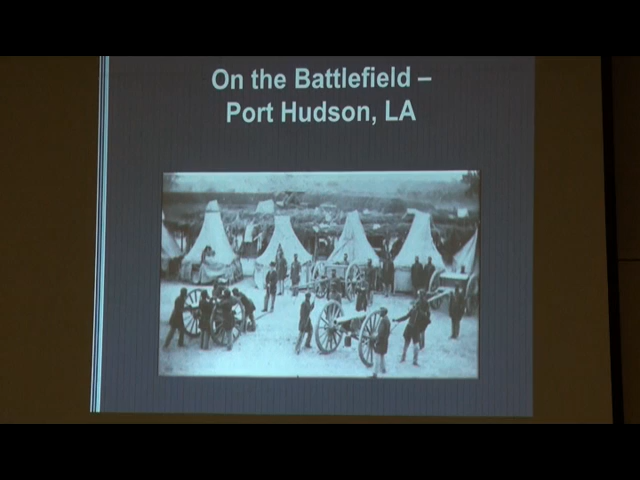 On the Battlefield –
Port Hudson, LA